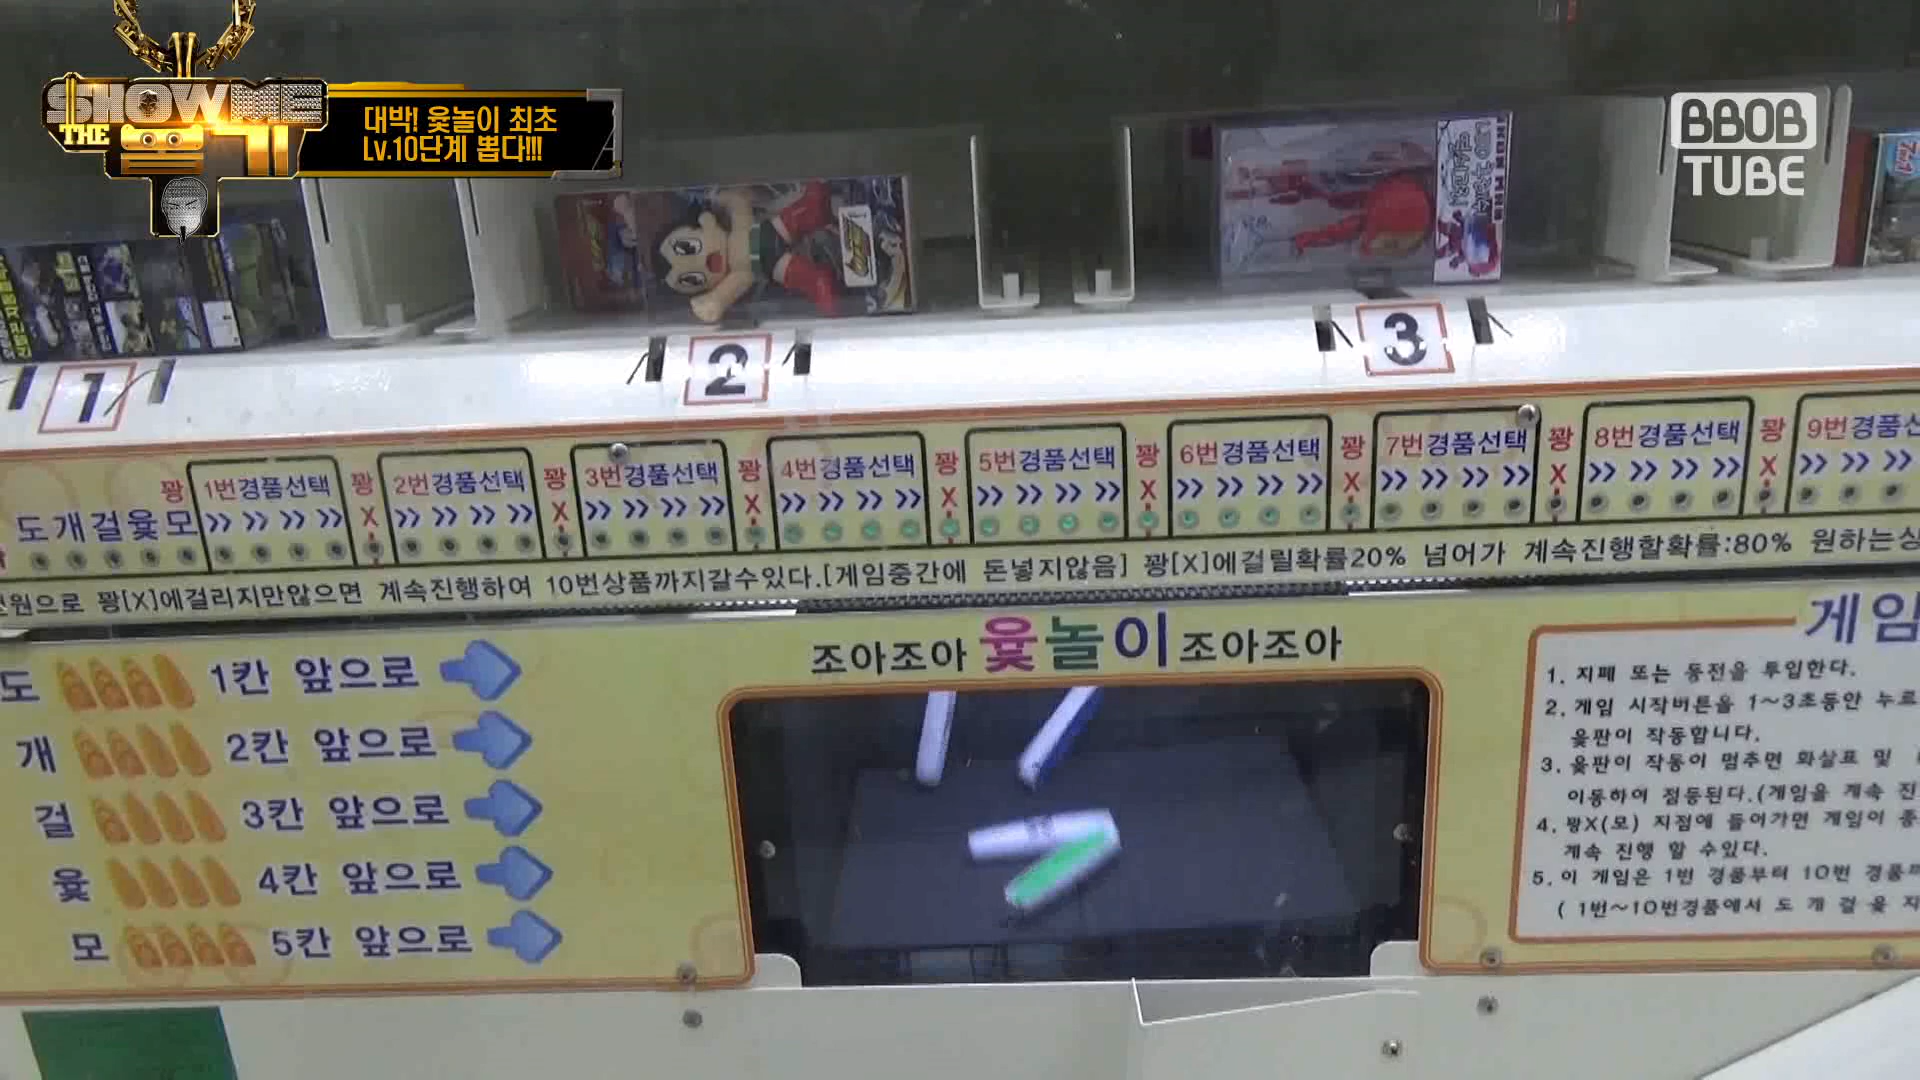 SHOW ME
THE
뽑기
대박! 윷놀이 최초
Lv.10단계 뽑다!!!
BBOB
TUBE
1
2
3
꽝 1번경품선택 꽝 2번경품선택 꽝 3번경품선택 꽝 4번경품선택 꽝 5번경품선택 꽝 6번경품선택 꽝 7번경품선택 꽝 8번경품선택 꽝 9번경품선
도개걸윷모 X X X X X X X X
원으로 꽝[X]에걸리지만않으면 계속진행하여 10번상품까지갈수있다.[게임중간에 돈넣지않음] 꽝[X]에걸릴확률20% 넘어가 계속진행할확률:80% 원하는상
조아조아 윷놀이 조아조아
도 1칸 앞으로
개 2칸 앞으로
걸 3칸 앞으로
윷 4칸 앞으로
모 5칸 앞으로
게임
1. 지폐 또는 동전을 투입한다.
2. 게임 시작버튼을 1~3초동안 누르
윷판이 작동합니다.
3. 윷판이 작동이 멈추면 화살표 및
이동하여 점등된다.(게임을 계속 진
4. 꽝X(모) 지점에 들어가면 게임이 종
계속 진행 할 수있다.
5. 이 게임은 1번 경품부터 10번 경품까
( 1번~10번경품에서 도 개 걸 윷 지